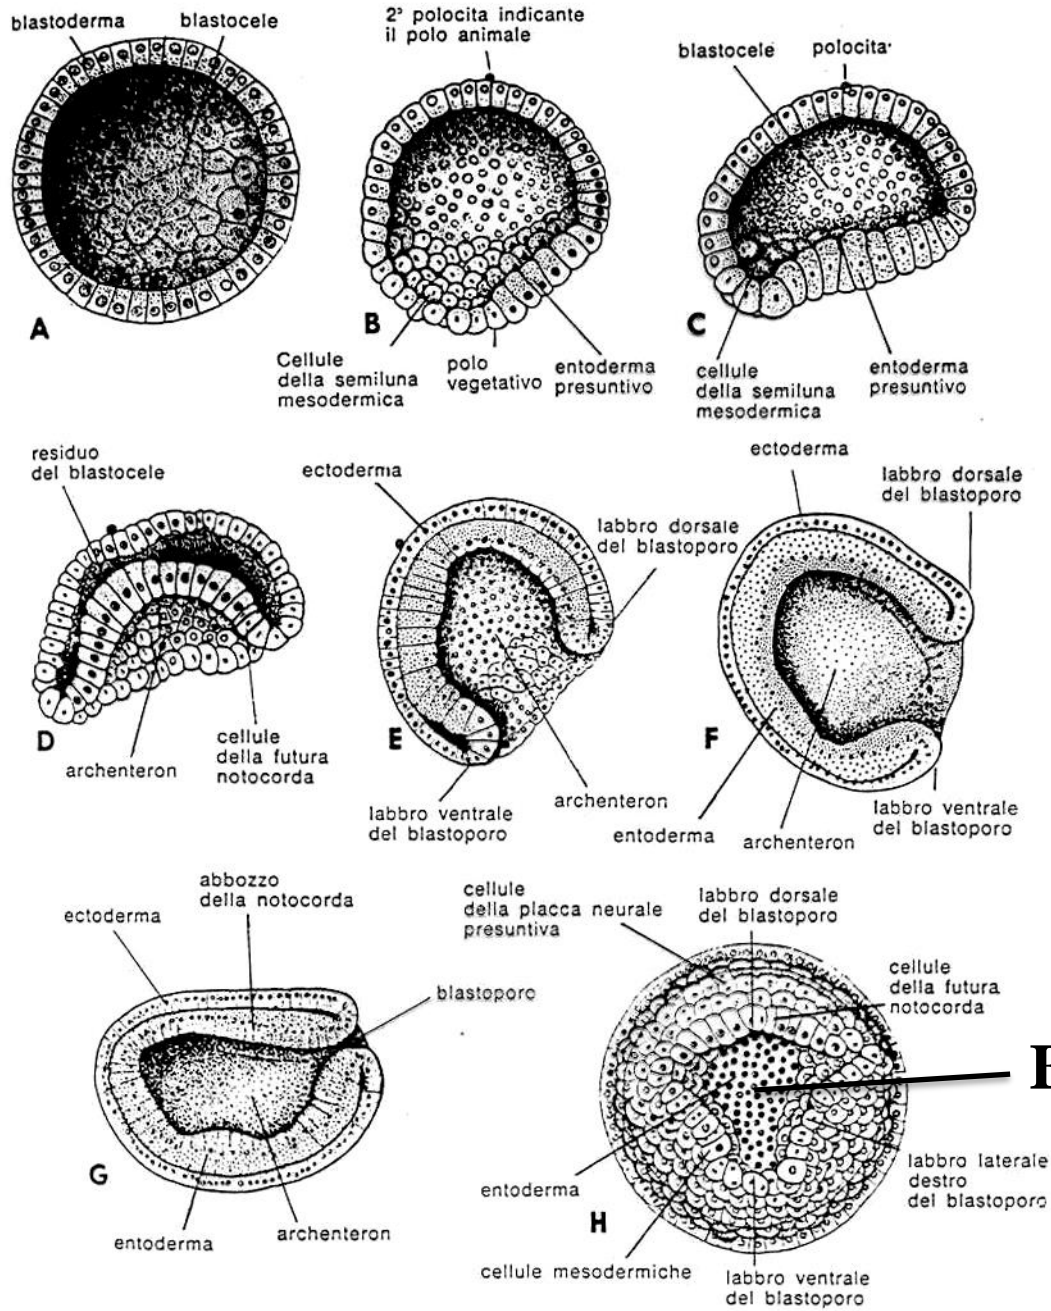 blastoderma
blastocele
A
2° polocita indicante
il polo animale
B
Cellule
della semiluna
mesodermica
polo
vegetativo
entoderma
presuntivo
blastocele
polocita
C
cellule
della semiluna
mesodermica
entoderma
presuntivo
residuo
del blastocele
D
archenteron
cellule
della futura
notocorda
ectoderma
labbro dorsale
del blastoporo
E
labbro ventrale
del blastoporo
archenteron
ectoderma
labbro dorsale
del blastoporo
F
entoderma
archenteron
labbro ventrale
del blastoporo
abbozzo
della notocorda
ectoderma
blastoporo
G
entoderma
archenteron
cellule
della placca neurale
presuntiva
labbro dorsale
del blastoporo
cellule
della futura
notocorda
labbro laterale
destro
del blastoporo
entoderma
H
cellule mesodermiche
labbro ventrale
del blastoporo